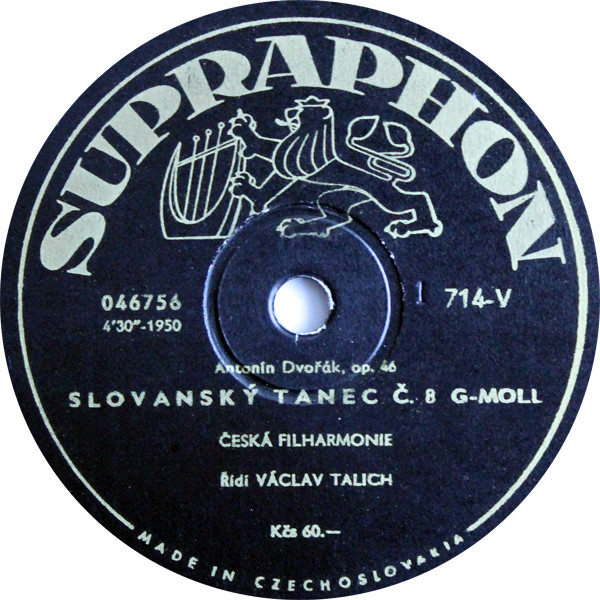 SUPRAPHON
046756
4'30"-1950
1 714-V
Antonín Dvořák, op. 46
SLOVANSKÝ TANEC Č. 8 G-MOLL
ČESKÁ FILHARMONIE
Řídí VÁCLAV TALICH
Kčs 60.—
MADE IN CZECHOSLOVAKIA